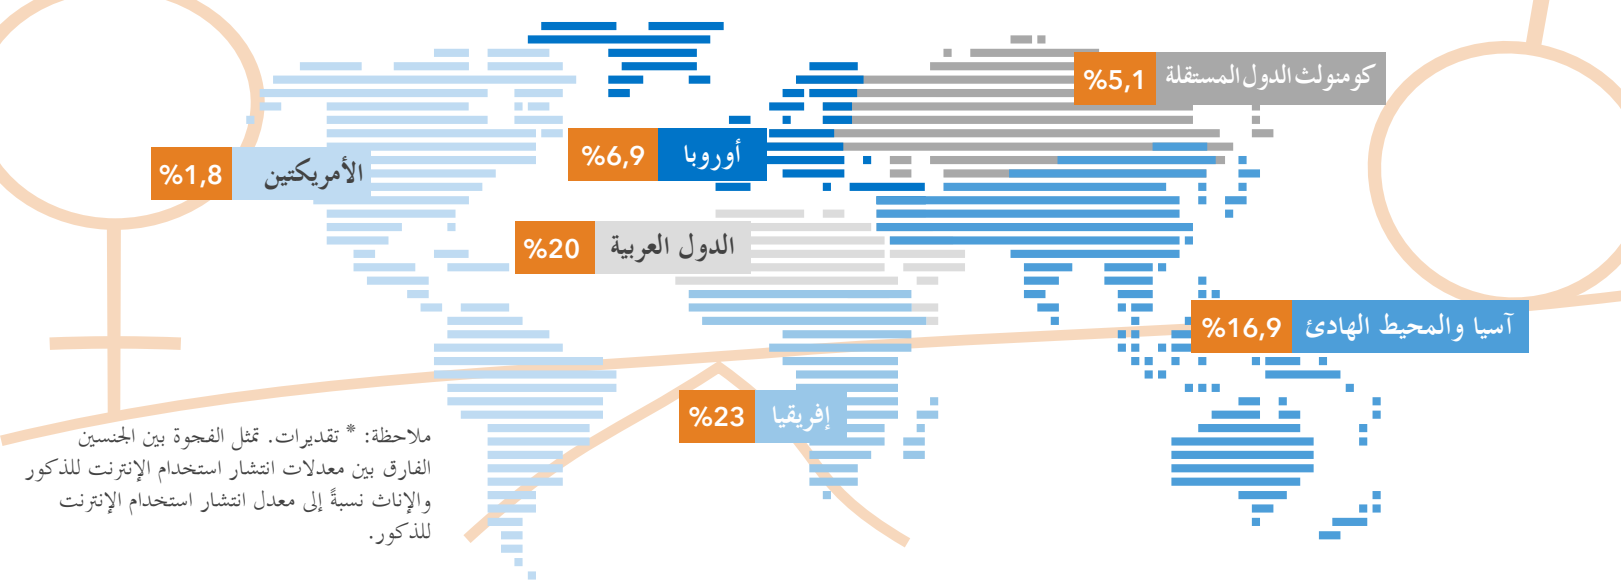 كومنولث الدول المستقلة %5,1
أوروبا %6,9
الأمريكتين %1,8
الدول العربية %20
آسيا والمحيط الهادئ %16,9
إفريقيا %23
ملاحظة: * تقديرات. تمثل الفجوة بين الجنسين
الفارق بين معدلات انتشار استخدام الإنترنت للذكور
والإناث نسبةً إلى معدل انتشار استخدام الإنترنت
للذكور.